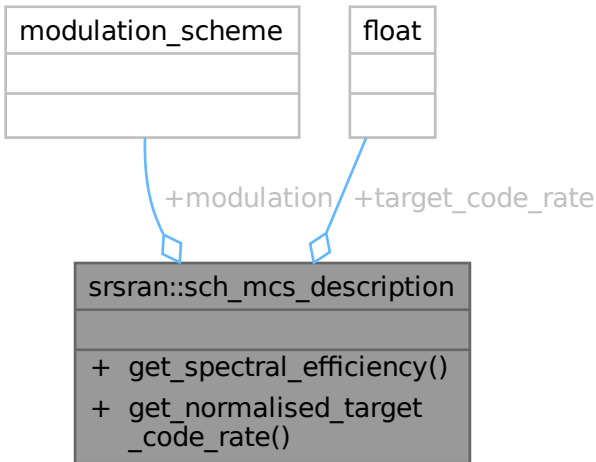 modulation_scheme
float
+modulation
+target_code_rate
srsran::sch_mcs_description
+ get_spectral_efficiency()
+ get_normalised_target
_code_rate()